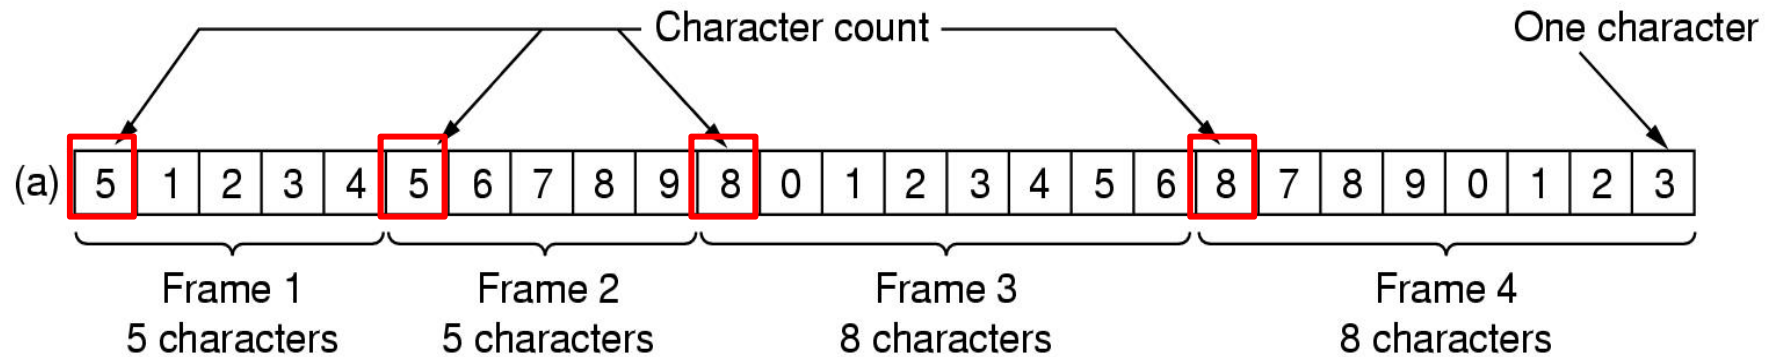 Character count One character
(a) 5 1 2 3 4 5 6 7 8 9 8 0 1 2 3 4 5 6 8 7 8 9 0 1 2 3
Frame 1 Frame 2 Frame 3 Frame 4
5 characters 5 characters 8 characters 8 characters